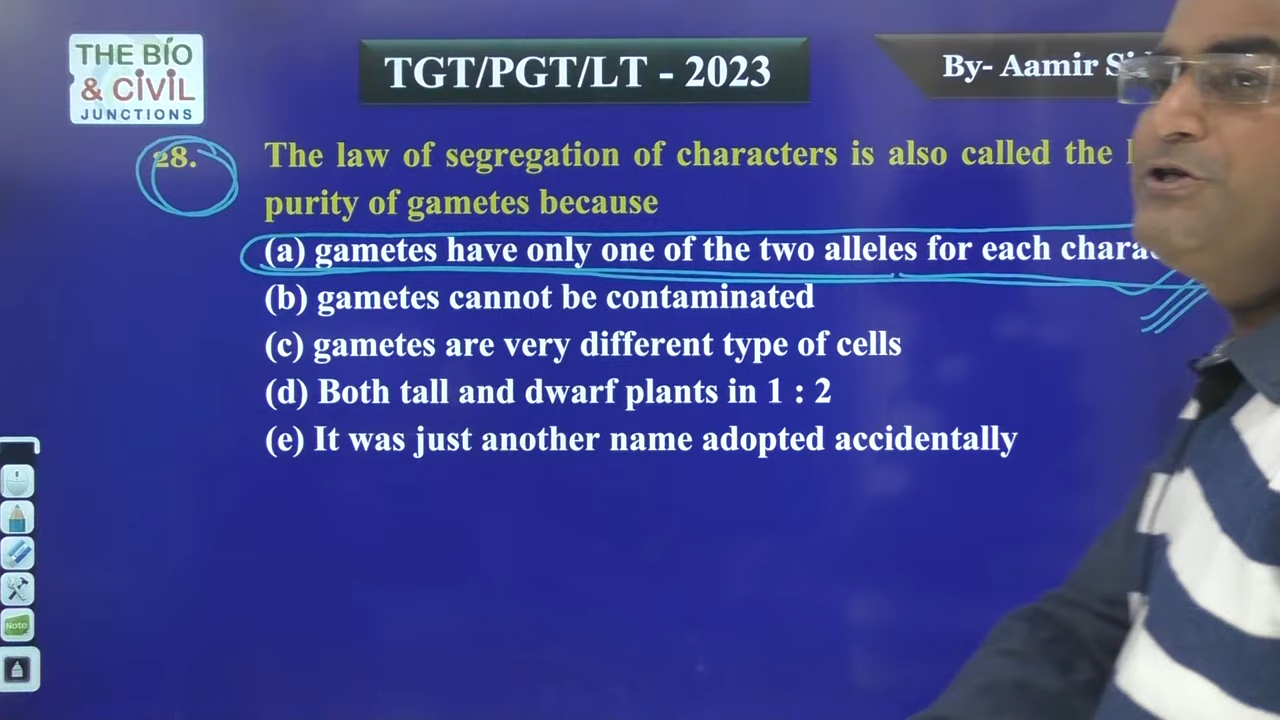 THE BIO
& CIVIL
JUNCTIONS
TGT/PGT/LT - 2023
By- Aamir
28. The law of segregation of characters is also called the
purity of gametes because
(a) gametes have only one of the two alleles for each
(b) gametes cannot be contaminated
(c) gametes are very different type of cells
(d) Both tall and dwarf plants in 1 : 2
(e) It was just another name adopted accidentally
Note